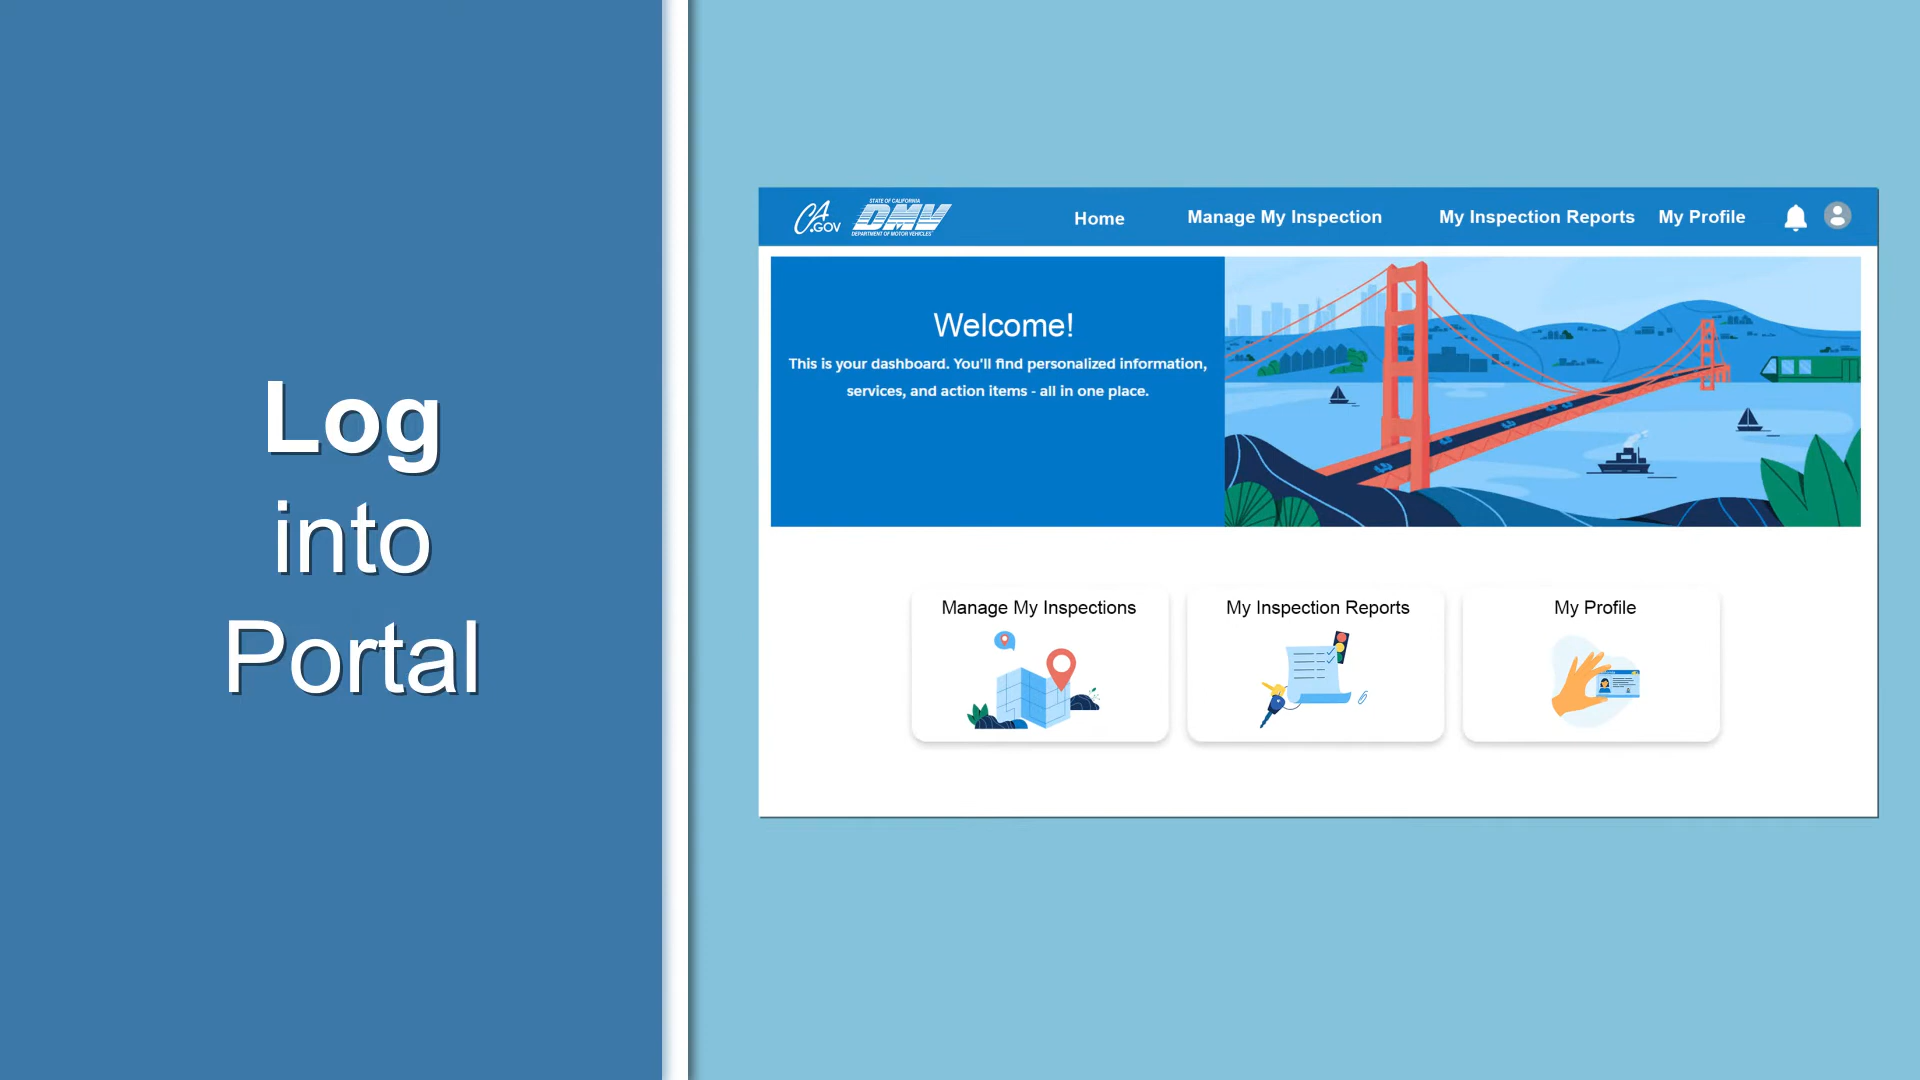 Log
into
Portal
CA
.GOV
STATE OF CALIFORNIA
DMV
DEPARTMENT OF MOTOR VEHICLES
Home
Manage My Inspection
My Inspection Reports
My Profile
Welcome!
This is your dashboard. You'll find personalized information,
services, and action items - all in one place.
Manage My Inspections
My Inspection Reports
My Profile